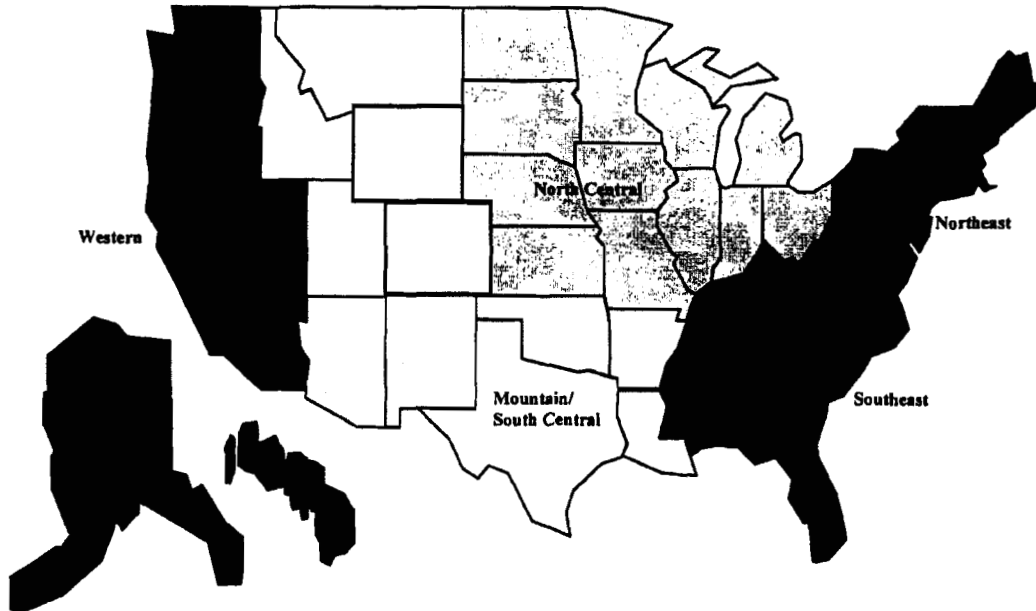 North Central
Western
Northeast
Mountain/
South Central
Southeast